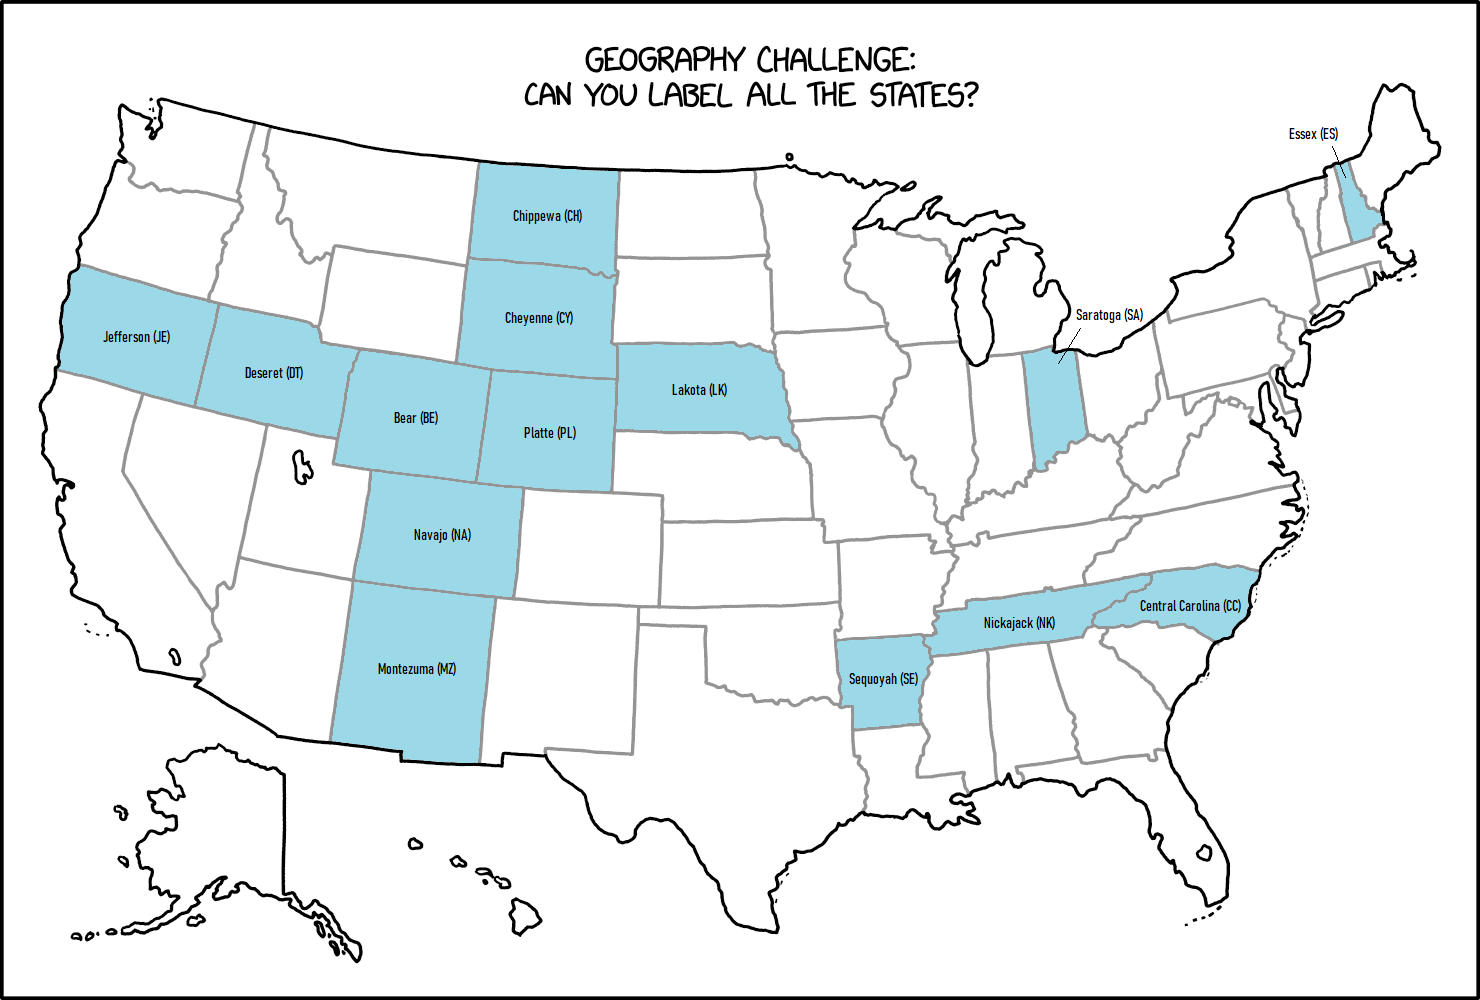 GEOGRAPHY CHALLENGE:
CAN YOU LABEL ALL THE STATES?
Essex (ES)
Chippewa (CH)
Cheyenne (CY)
Saratoga (SA)
Jefferson (JE)
Deseret (DT)
Lakota (LK)
Bear (BE)
Platte (PL)
Navajo (NA)
Central Carolina (CC)
Nickajack (NK)
Montezuma (MZ)
Sequoyah (SE)